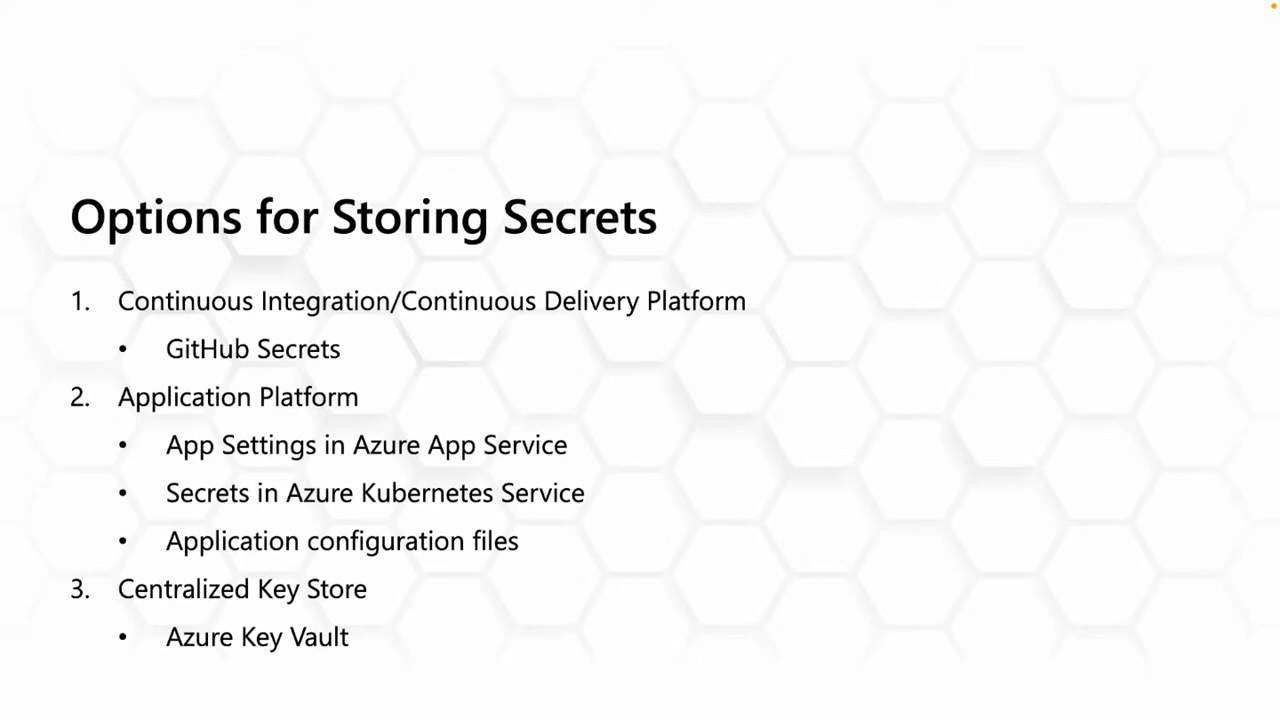 Options for Storing Secrets
1. Continuous Integration/Continuous Delivery Platform
• GitHub Secrets
2. Application Platform
• App Settings in Azure App Service
• Secrets in Azure Kubernetes Service
• Application configuration files
3. Centralized Key Store
• Azure Key Vault